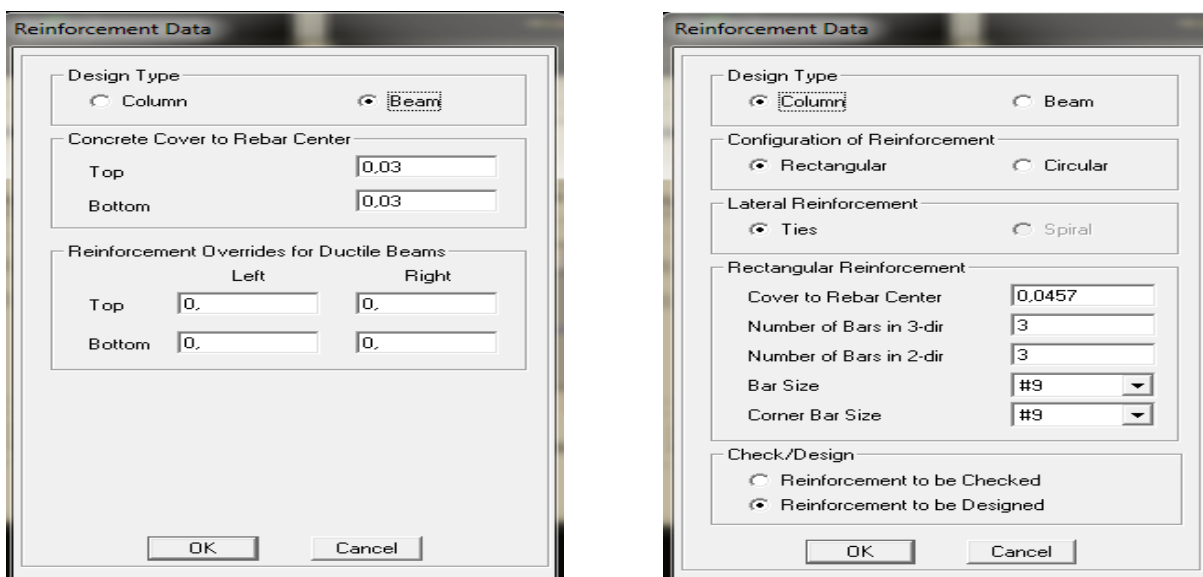 Reinforcement Data
Design Type
Column Beam
Concrete Cover to Rebar Center
Top 0,03
Bottom 0,03
Reinforcement Overrides for Ductile Beams
Left Right
Top 0, 0,
Bottom 0, 0,
OK Cancel
Reinforcement Data
Design Type
Column Beam
Configuration of Reinforcement
Rectangular Circular
Lateral Reinforcement
Ties Spiral
Rectangular Reinforcement
Cover to Rebar Center 0,0457
Number of Bars in 3-dir 3
Number of Bars in 2-dir 3
Bar Size #9
Corner Bar Size #9
Check/Design
Reinforcement to be Checked
Reinforcement to be Designed
OK Cancel